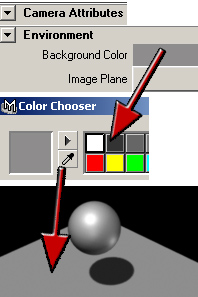 Camera Attributes
Environment
Background Color
Image Plane
Color Chooser